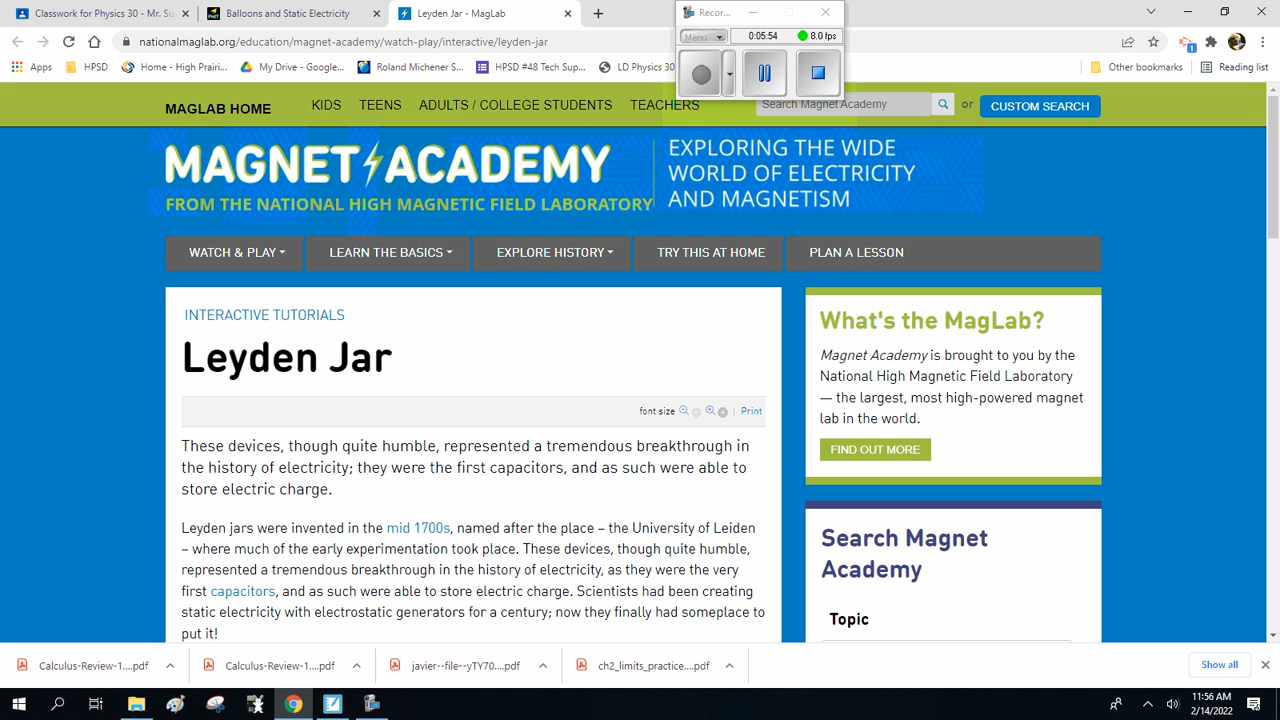 Classwork for Physics 30 - Mr. Su
Balloons and Static Electricity
Leyden Jar - MagLab
Recor...
Menu
0:05:54
8.0 fps
nationalmaglab.org/education/magnet-academy/watch-play/interactive/leyden-jar
Apps
HPSD
Home - High Prairi...
My Drive - Google...
Roland Michener S...
HPSD #48 Tech Sup...
LD Physics 30
Other bookmarks
Reading list
MAGLAB HOME
KIDS
TEENS
ADULTS / COLLEGE STUDENTS
TEACHERS
Search Magnet Academy
or
CUSTOM SEARCH
MAGNET ACADEMY
FROM THE NATIONAL HIGH MAGNETIC FIELD LABORATORY
EXPLORING THE WIDE
WORLD OF ELECTRICITY
AND MAGNETISM
WATCH & PLAY
LEARN THE BASICS
EXPLORE HISTORY
TRY THIS AT HOME
PLAN A LESSON
INTERACTIVE TUTORIALS
Leyden Jar
font size
Print
These devices, though quite humble, represented a tremendous breakthrough in
the history of electricity; they were the first capacitors, and as such were able to
store electric charge.
Leyden jars were invented in the mid 1700s, named after the place – the University of Leiden
– where much of the early experimentation took place. These devices, though quite humble,
represented a tremendous breakthrough in the history of electricity, as they were the very
first capacitors, and as such were able to store electric charge. Scientists had been creating
static electricity with electrostatic generators for a century; now they finally had someplace to
put it!
What's the MagLab?
Magnet Academy is brought to you by the
National High Magnetic Field Laboratory
— the largest, most high-powered magnet
lab in the world.
FIND OUT MORE
Search Magnet
Academy
Topic
Calculus-Review-1....pdf
Calculus-Review-1....pdf
javier--file--yTY70....pdf
ch2_limits_practice....pdf
Show all
11:56 AM
2/14/2022